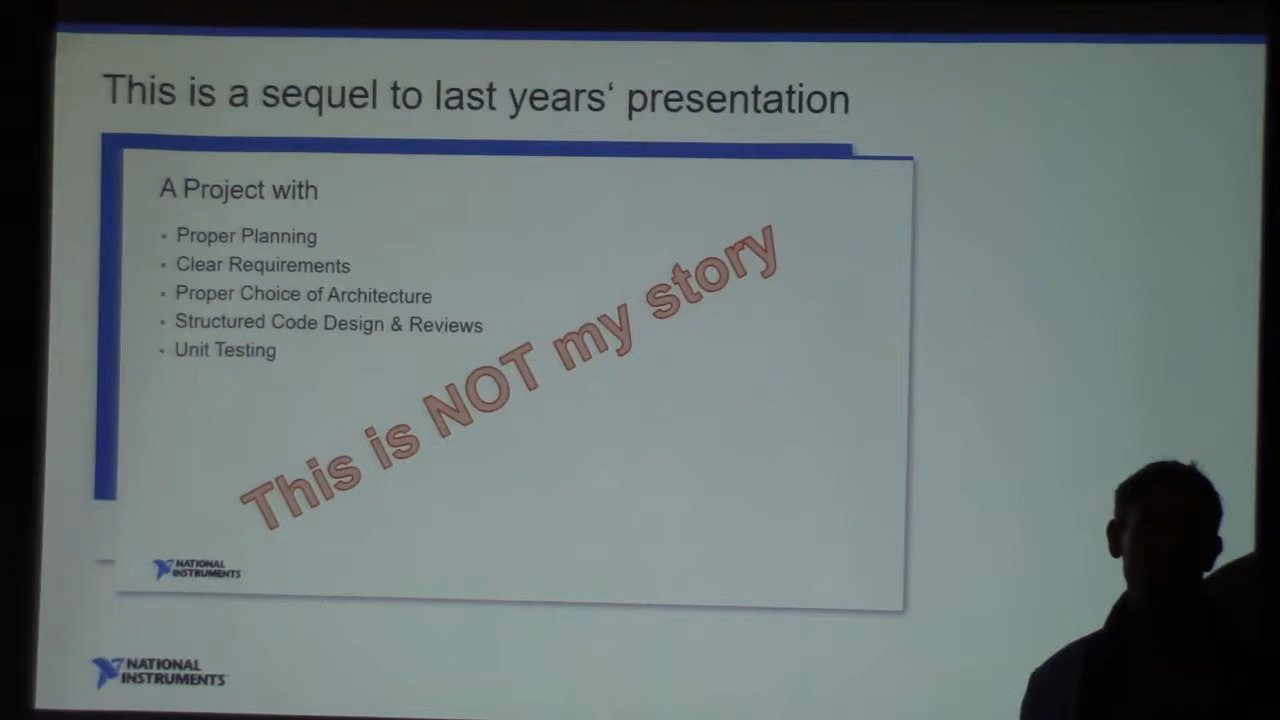 This is a sequel to last years‘ presentation
A Project with
• Proper Planning
• Clear Requirements
• Proper Choice of Architecture
• Structured Code Design & Reviews
• Unit Testing
This is NOT my story
NATIONAL
INSTRUMENTS
NATIONAL
INSTRUMENTS